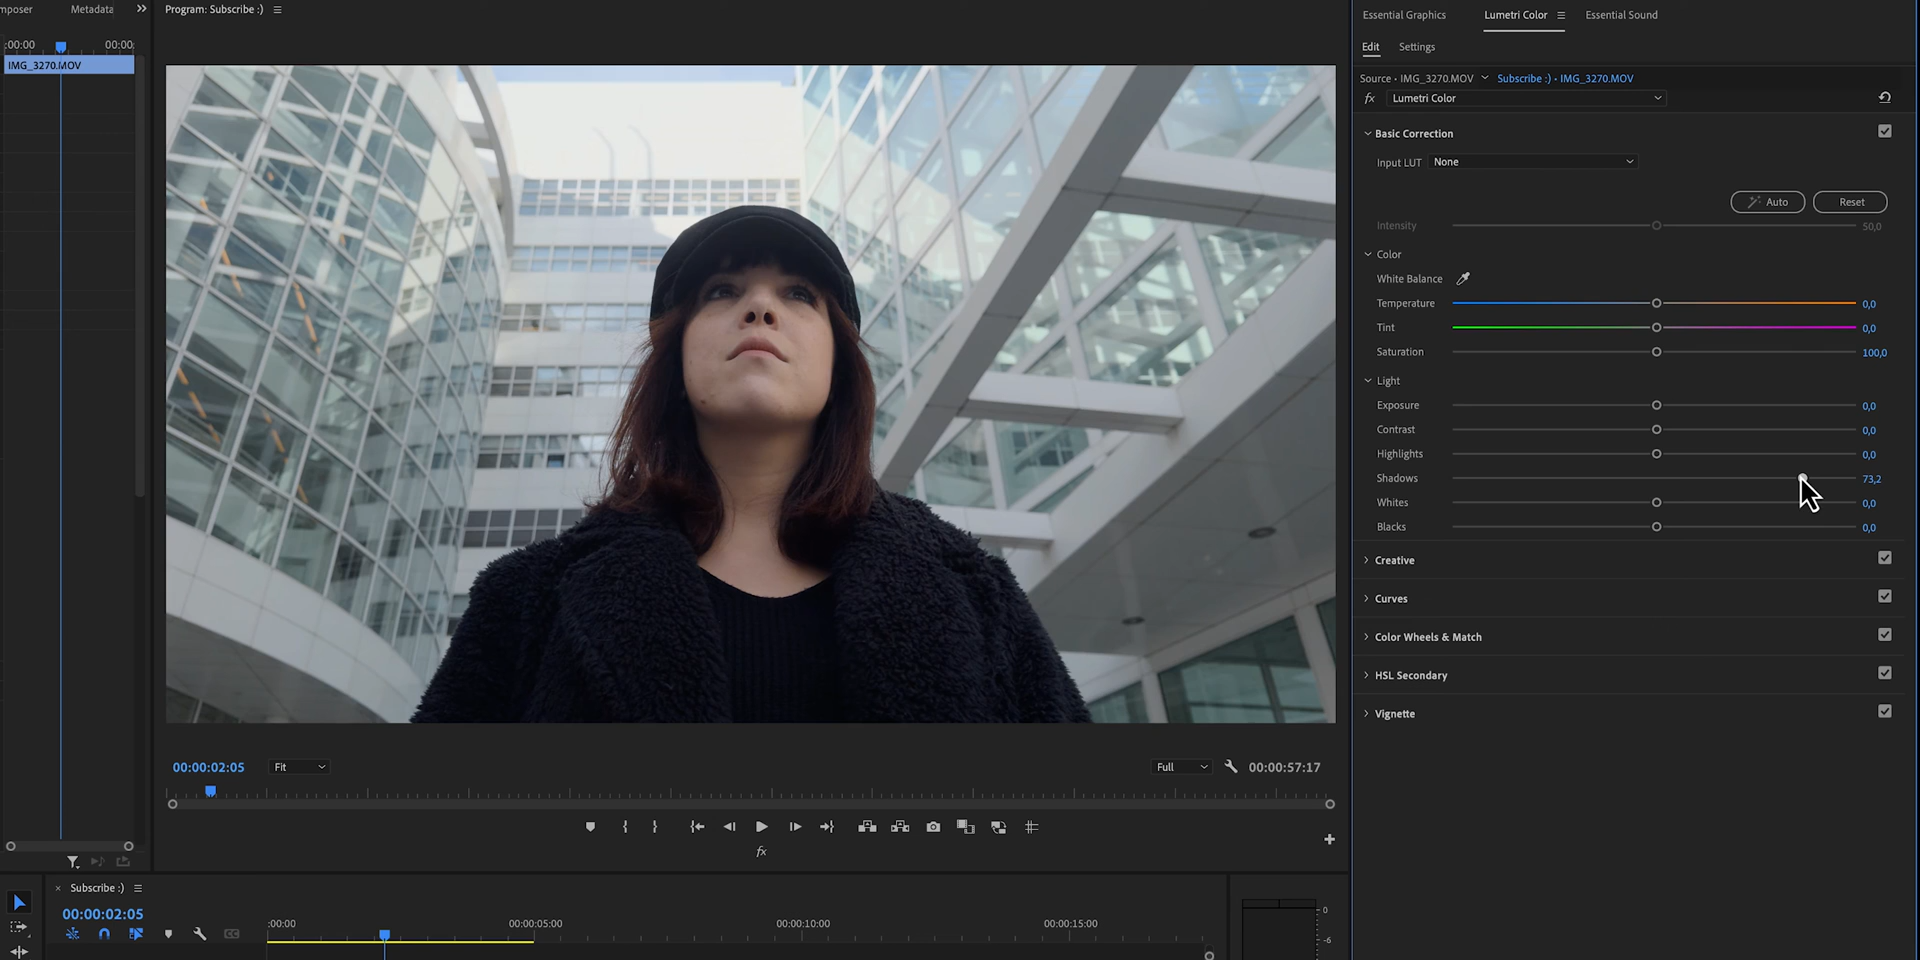 Metadata
Program: Subscribe :)
:00:00
00:00:
IMG_3270.MOV
00:00:02:05
Fit
Full
00:00:57:17
fx
Subscribe :)
00:00:02:05
:00:00
00:00:05:00
00:00:10:00
00:00:15:00
CC
0
-6
Essential Graphics
Lumetri Color
Essential Sound
Edit
Settings
Source • IMG_3270.MOV
Subscribe :) • IMG_3270.MOV
fx
Lumetri Color
Basic Correction
Input LUT
None
Auto
Reset
Intensity
50,0
Color
White Balance
Temperature
0,0
Tint
0,0
Saturation
100,0
Light
Exposure
0,0
Contrast
0,0
Highlights
0,0
Shadows
73,2
Whites
0,0
Blacks
0,0
Creative
Curves
Color Wheels & Match
HSL Secondary
Vignette